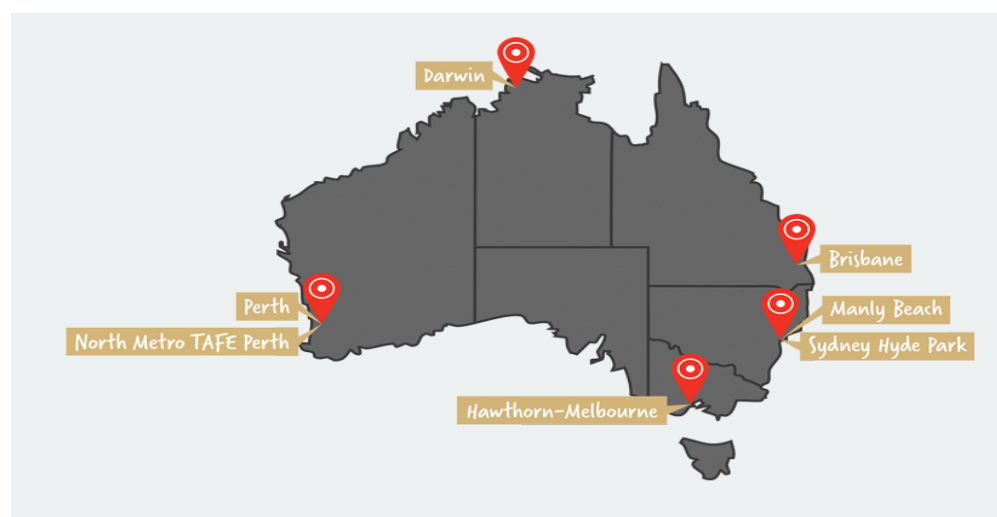 Darwin
Brisbane
Perth
Manly Beach
North Metro TAFE Perth
Sydney Hyde Park
Hawthorn-Melbourne